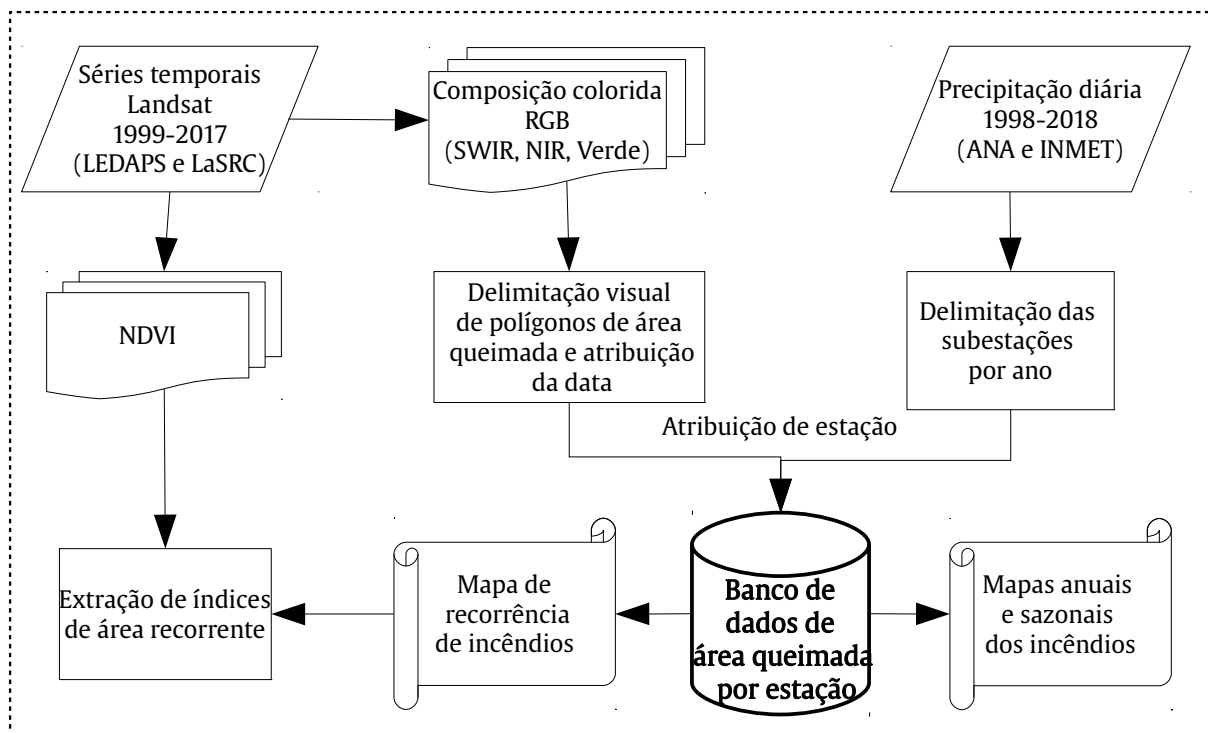 Séries temporais
Landsat
1999-2017
(LEDAPS e LaSRC)
Composição colorida
RGB
(SWIR, NIR, Verde)
Precipitação diária
1998-2018
(ANA e INMET)
NDVI
Delimitação visual
de polígonos de área
queimada e atribuição
da data
Delimitação das
subestações
por ano
Atribuição de estação
Extração de índices
de área recorrente
Mapa de
recorrência
de incêndios
Banco de
dados de
área queimada
por estação
Mapas anuais
e sazonais
dos incêndios